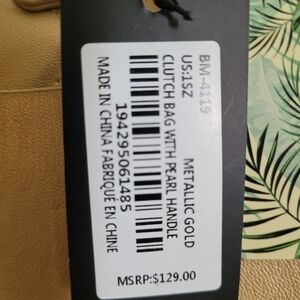 BM-4119 METALLIC GOLD
US:1SZ
CLUTCH BAG WITH PEARL HANDLE
194295061485
MADE IN CHINA FABRIQUE EN CHINE
MSRP:$129.00